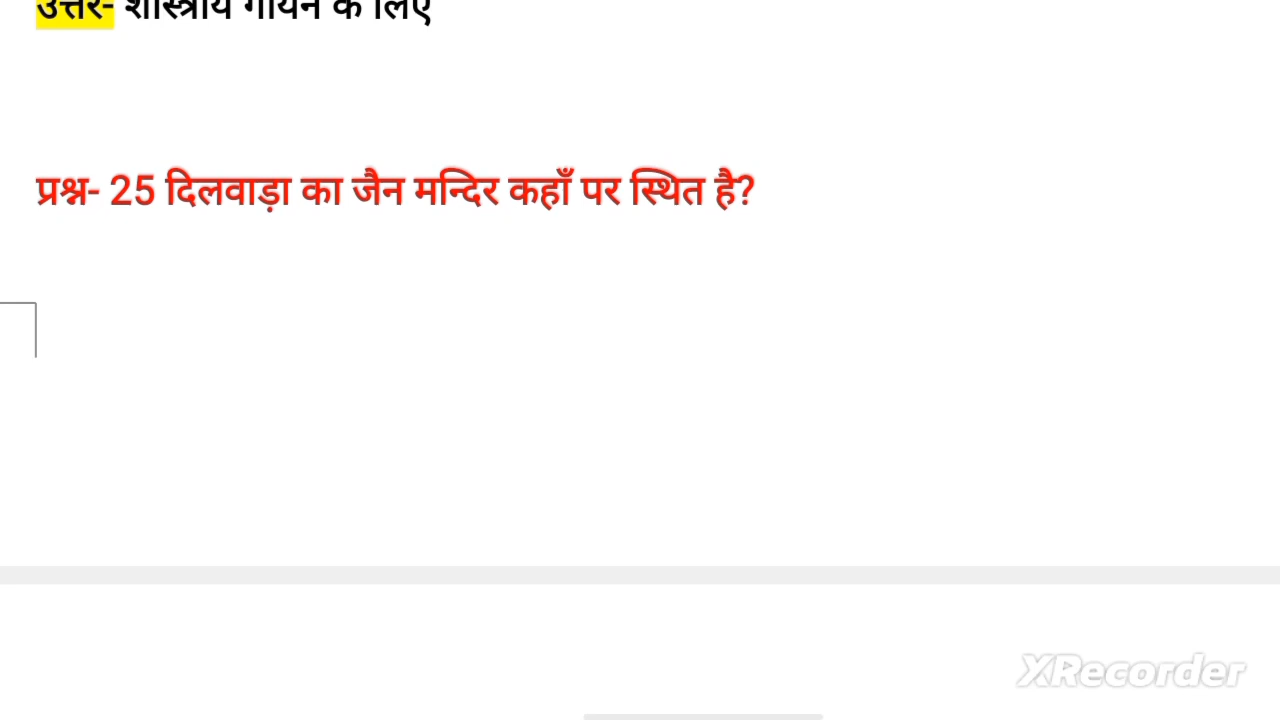 उत्तर- शास्त्रीय गायन के लिए
प्रश्न- 25 दिलवाड़ा का जैन मन्दिर कहाँ पर स्थित है?
XRecorder